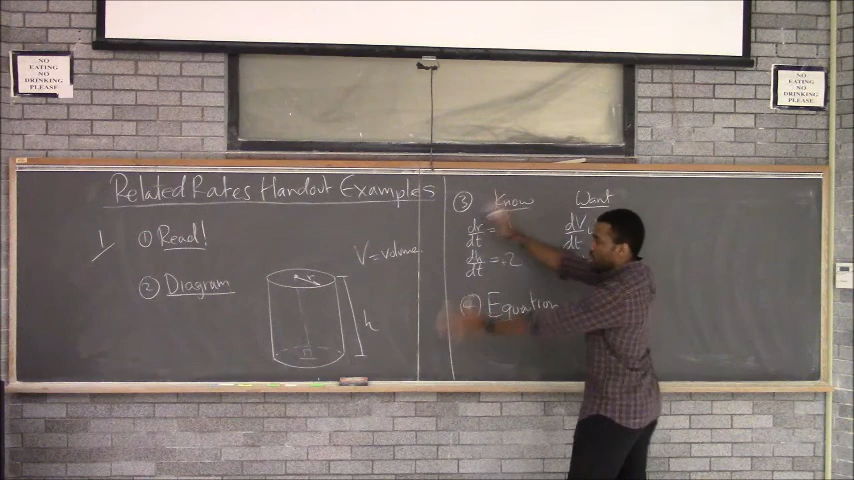 NO
EATING
NO
DRINKING
PLEASE
NO
EATING
NO
DRINKING
PLEASE
Related Rates Handout Examples
1
① Read!
② Diagram
V = volume
r
h
③ Know
dr/dt =
dh/dt = +2
Want
dV/dt
④ Equation